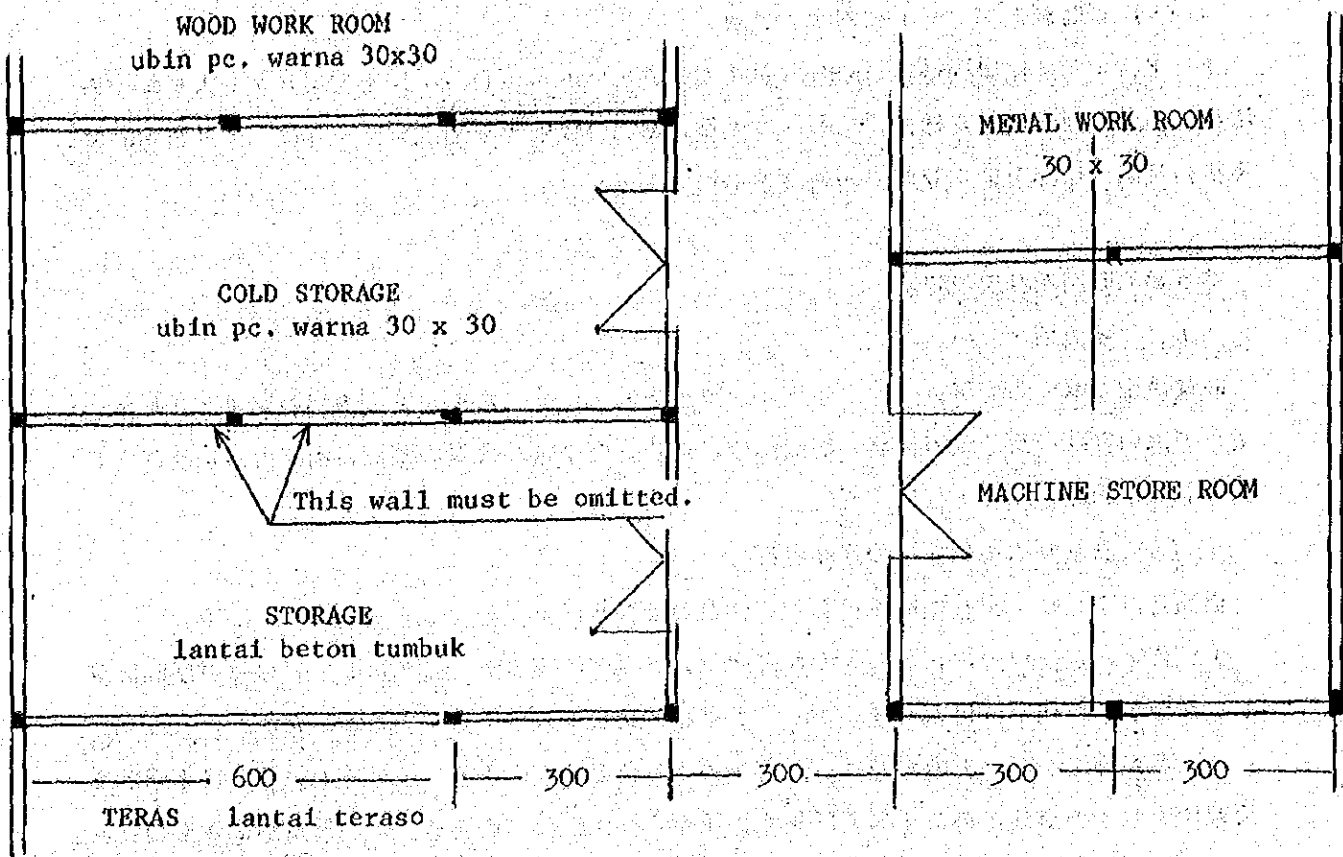 WOOD WORK ROOM
ubin pc. warna 30x30
METAL WORK ROOM
30 x 30
COLD STORAGE
ubin pc. warna 30 x 30
This wall must be omitted.
MACHINE STORE ROOM
STORAGE
lantai beton tumbuk
600 300 300 300 300
TERAS lantai teraso